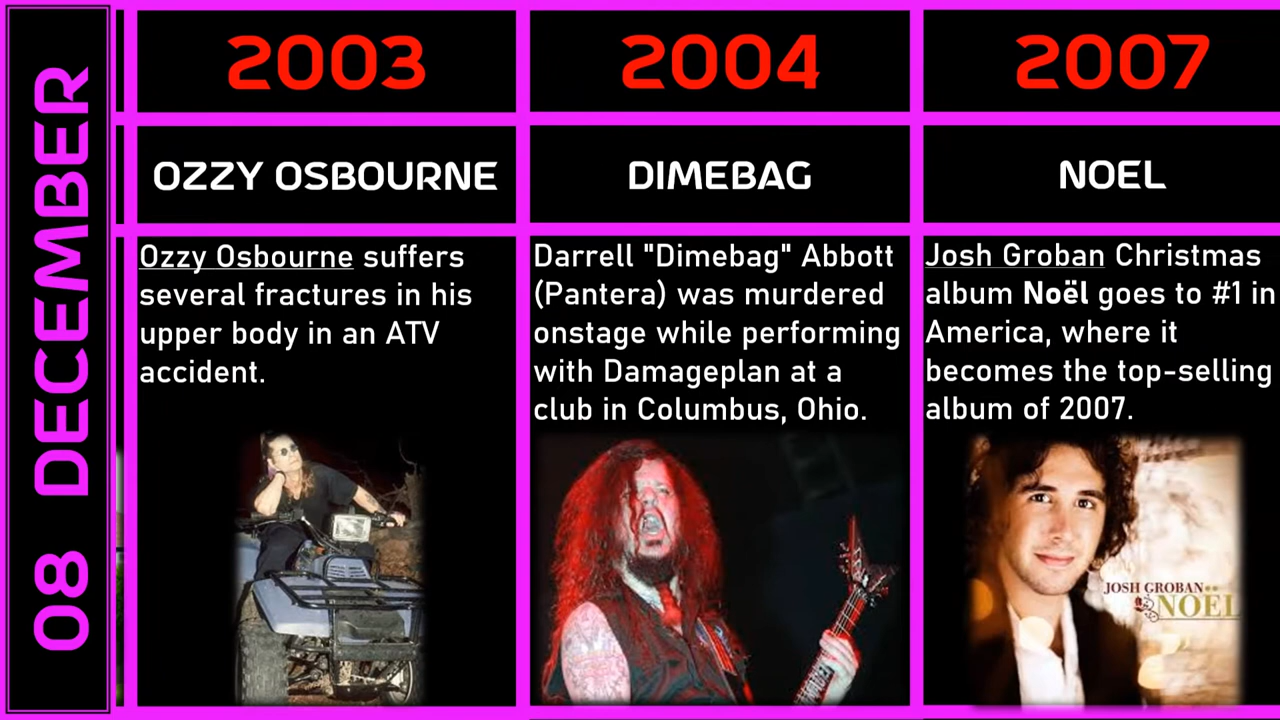 08 DECEMBER
2003
OZZY OSBOURNE
Ozzy Osbourne suffers
several fractures in his
upper body in an ATV
accident.
2004
DIMEBAG
Darrell "Dimebag" Abbott
(Pantera) was murdered
onstage while performing
with Damageplan at a
club in Columbus, Ohio.
2007
NOEL
Josh Groban Christmas
album Noël goes to #1 in
America, where it
becomes the top-selling
album of 2007.
JOSH GROBAN
NOEL